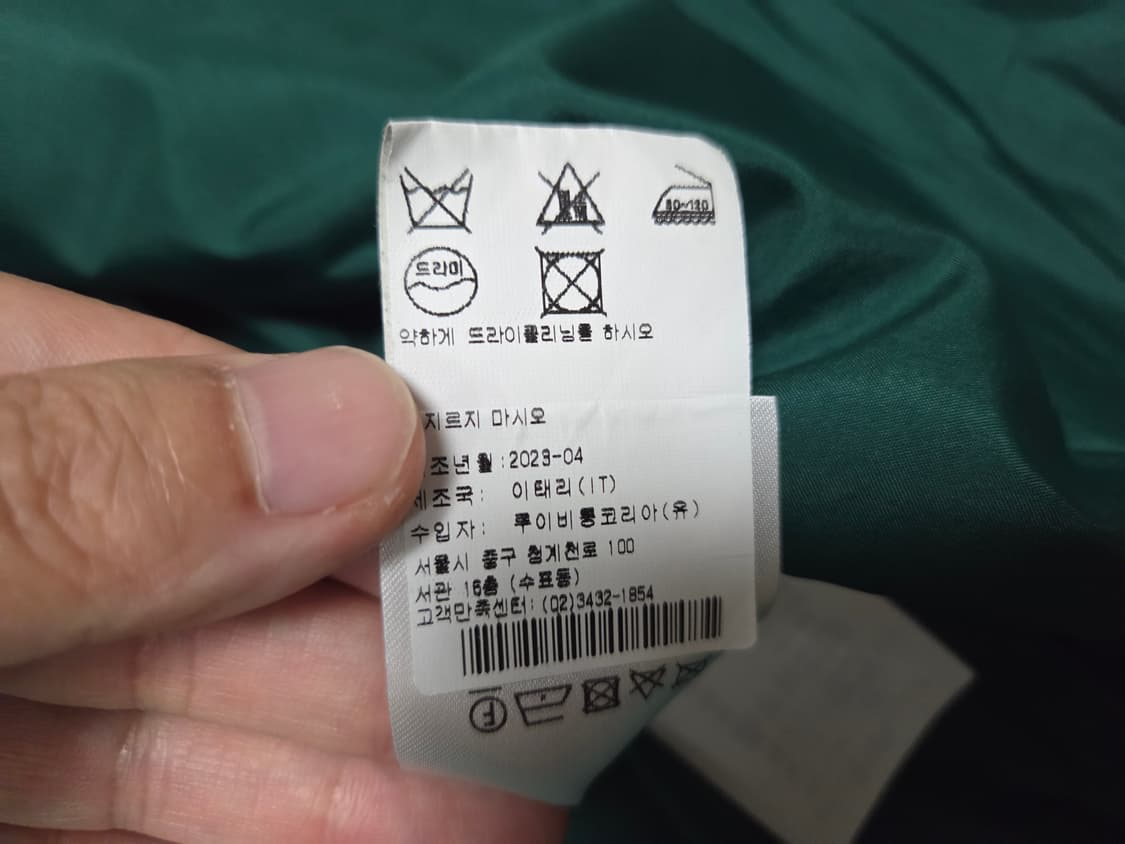 80~120
드라이
약하게 드라이클리닝을 하시오
지르지 마시오
조년월:2023-04
제조국: 이태리(IT)
수입자: 루이비통코리아(유)
서울시 중구 청계천로 100
서관 16층 (수표동)
고객만족센터: (02)3432-1854
F